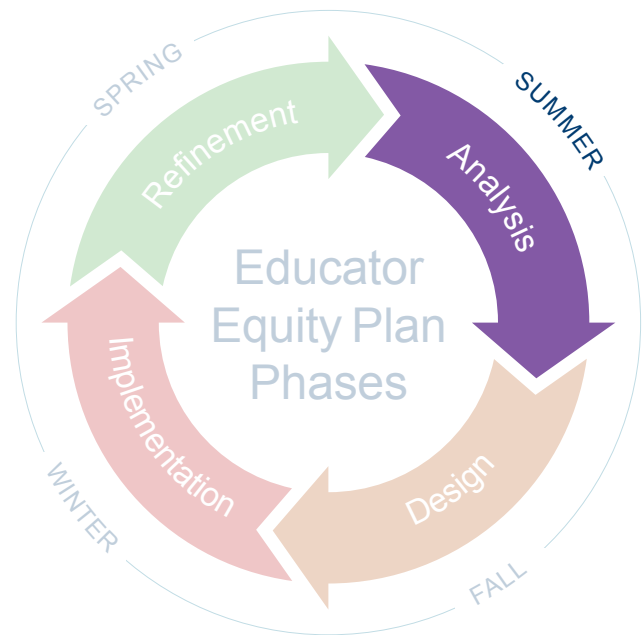 SPRING
SUMMER
Refinement
Analysis
Educator
Equity Plan
Phases
Implementation
Design
WINTER
FALL